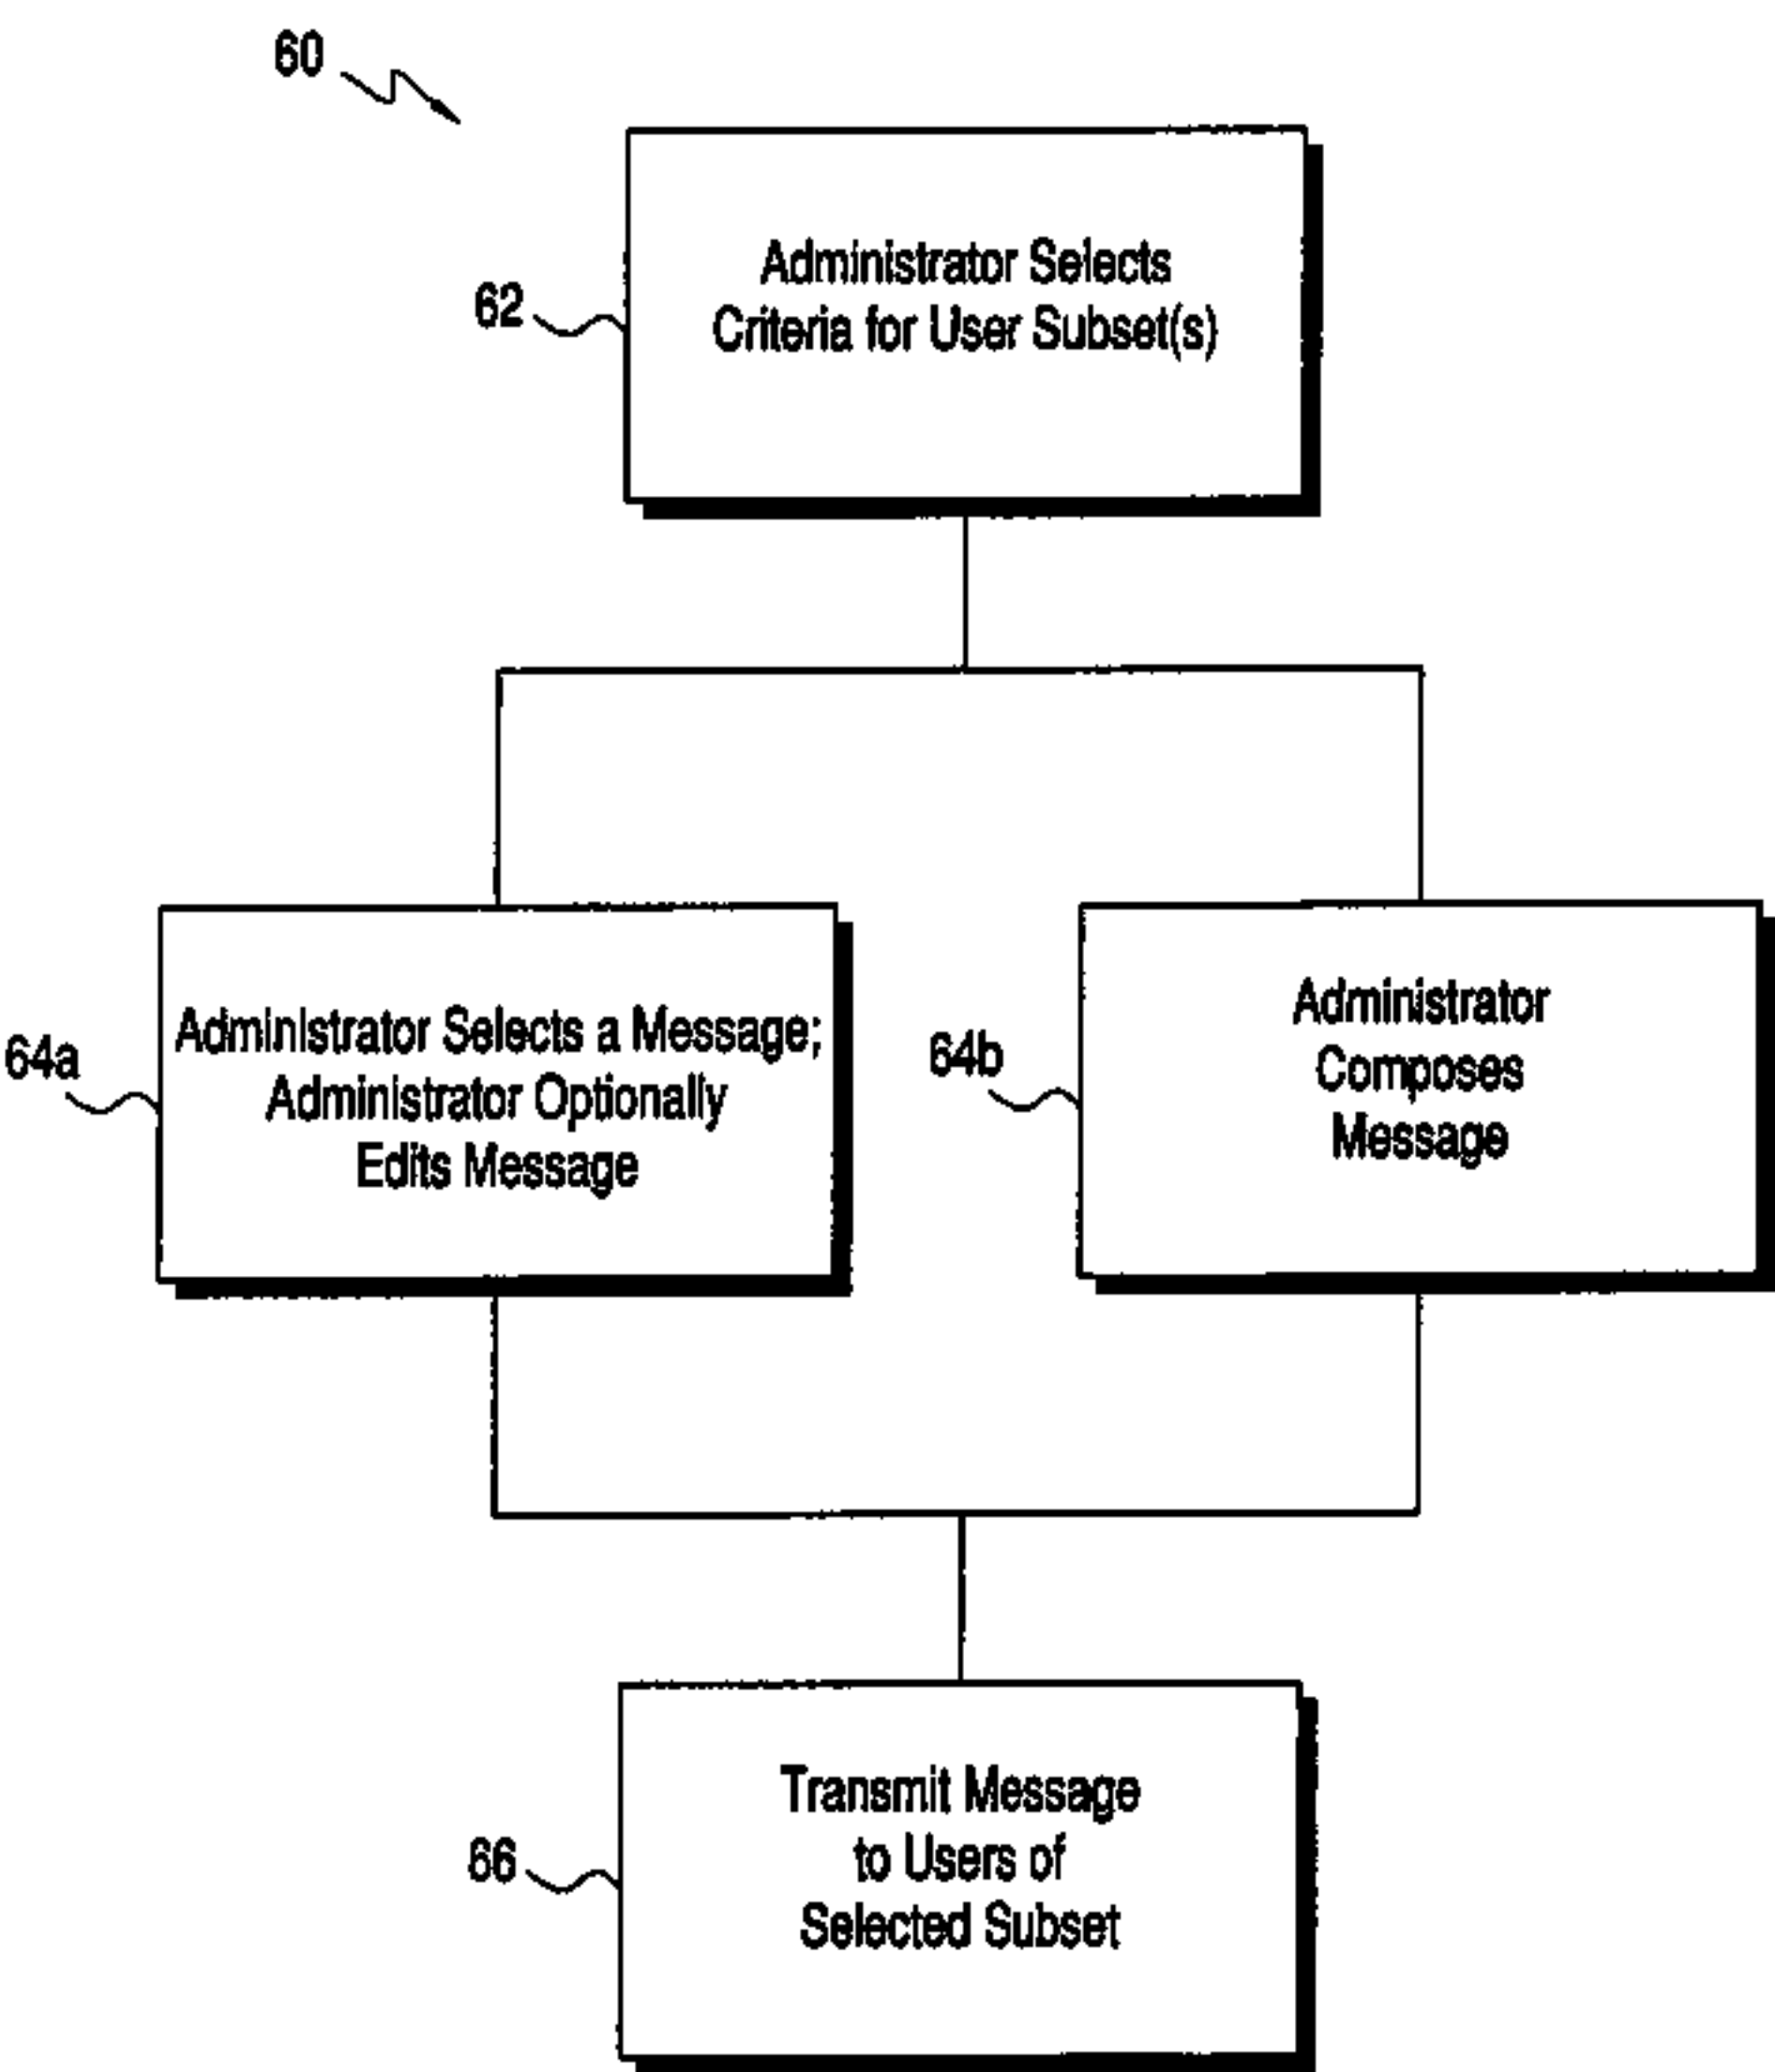 60
62
Administrator Selects
Criteria for User Subset(s)
64a
Administrator Selects a Message;
Administrator Optionally
Edits Message
64b
Administrator
Composes
Message
66
Transmit Message
to Users of
Selected Subset